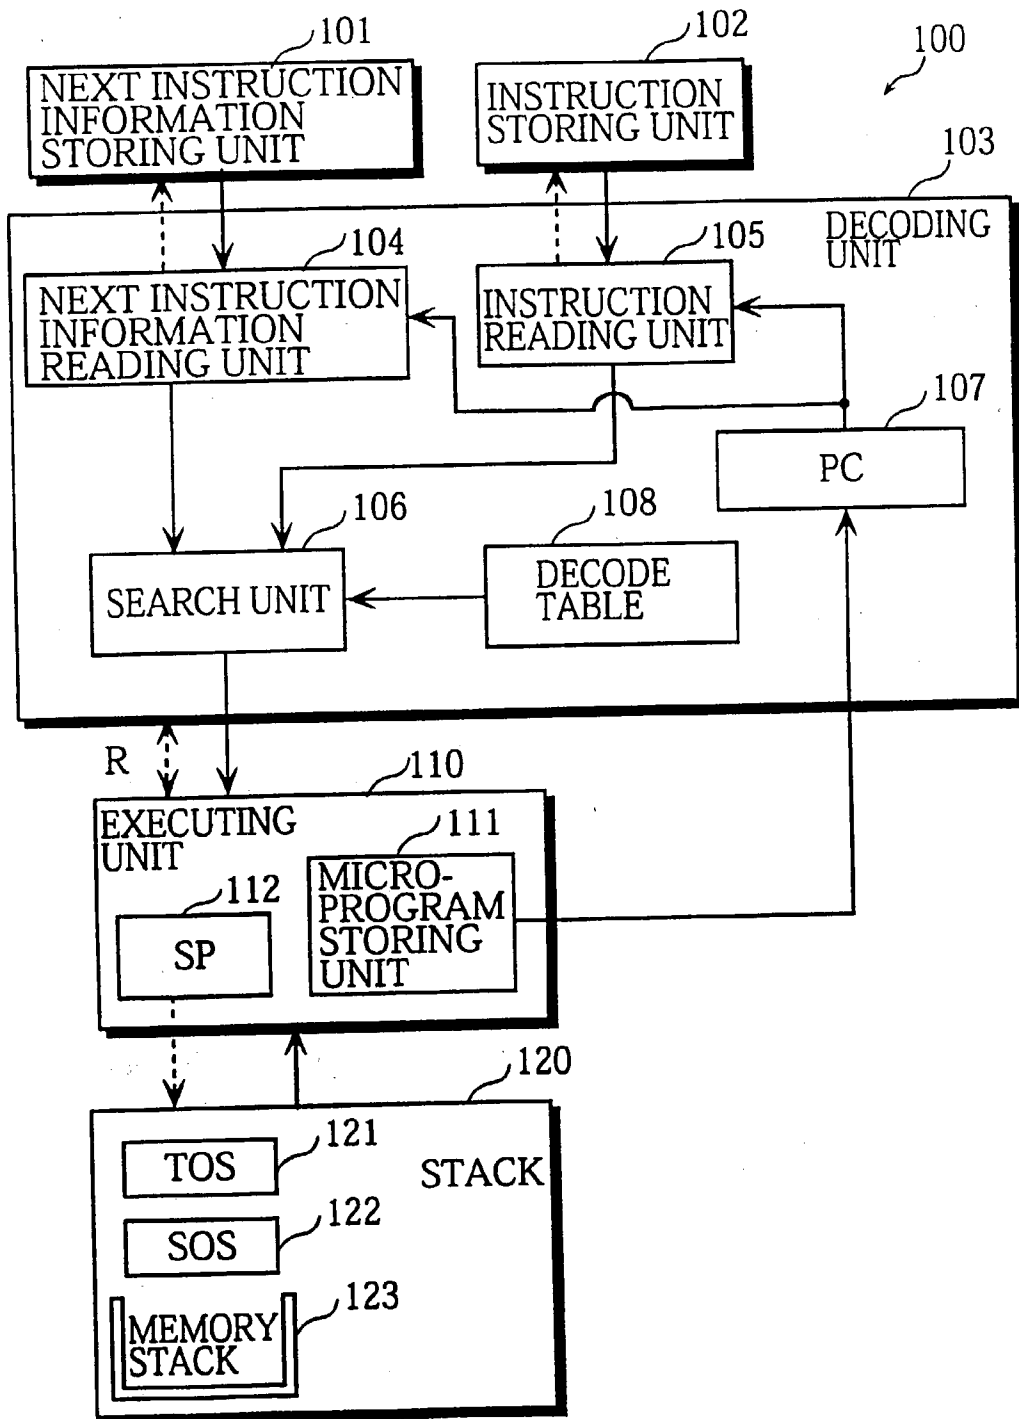 101
102
100
NEXT INSTRUCTION
INFORMATION
STORING UNIT
INSTRUCTION
STORING UNIT
103
DECODING
UNIT
104
105
NEXT INSTRUCTION
INFORMATION
READING UNIT
INSTRUCTION
READING UNIT
107
PC
106
108
SEARCH UNIT
DECODE
TABLE
R
110
EXECUTING
UNIT
111
MICRO-
PROGRAM
STORING
UNIT
112
SP
120
STACK
121
TOS
122
SOS
123
MEMORY
STACK